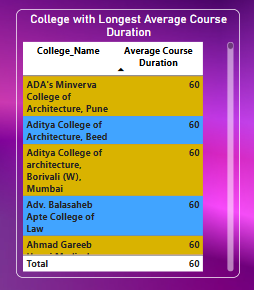 College with Longest Average Course
Duration
College_Name Average Course
Duration
ADA's Minverva 60
College of
Architecture, Pune
Aditya College of 60
Architecture, Beed
Aditya College of 60
architecture,
Borivali (W),
Mumbai
Adv. Balasaheb 60
Apte College of
Law
Ahmad Gareeb 60
Total 60